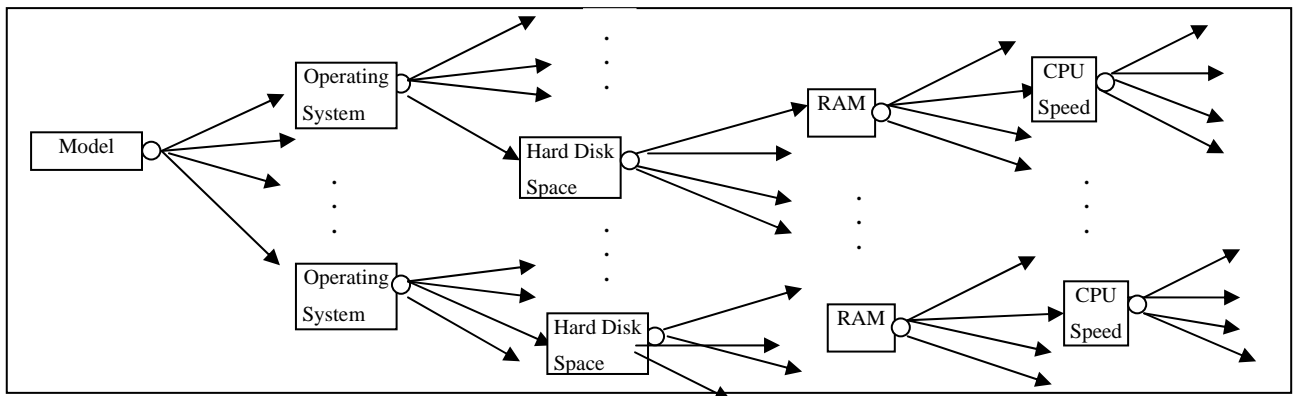 Model
Operating
System
Hard Disk
Space
RAM
CPU
Speed
Operating
System
Hard Disk
Space
RAM
CPU
Speed